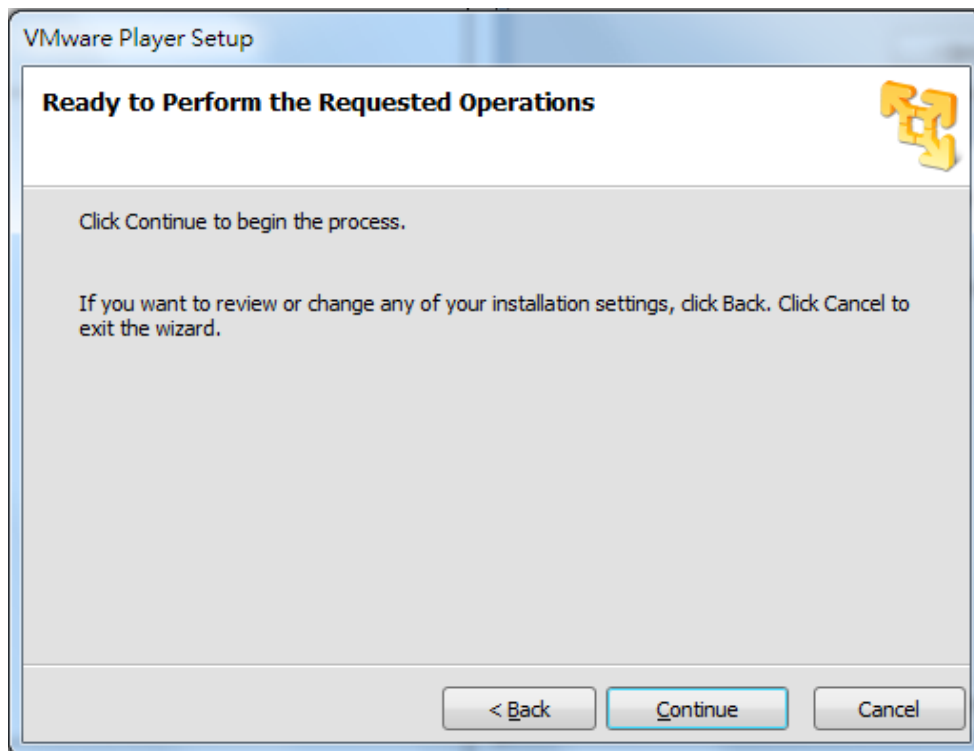 VMware Player Setup
Ready to Perform the Requested Operations
Click Continue to begin the process.
If you want to review or change any of your installation settings, click Back. Click Cancel to
exit the wizard.
< Back Continue Cancel